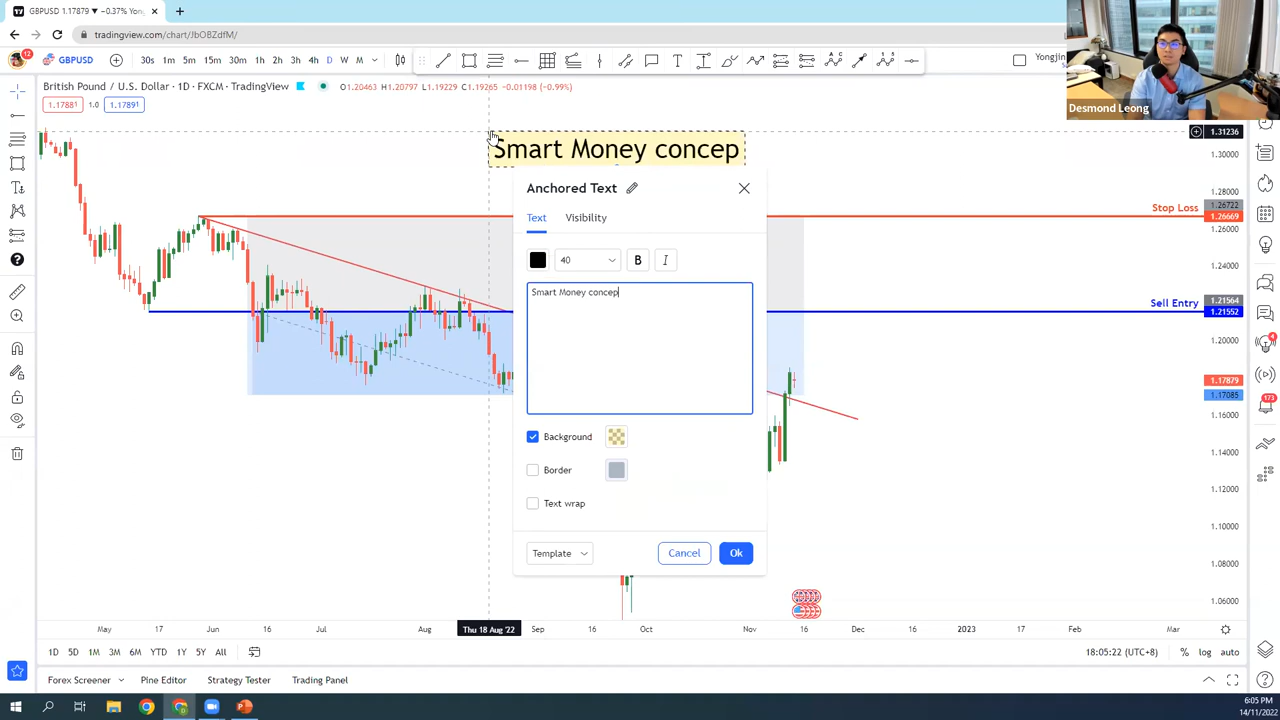 GBPUSD 1.17879 ▼ −0.37% Yongj
tradingview.com/chart/JbOBZdfM/
12
GBPUSD
30s 1m 5m 15m 30m 1h 2h 3h 4h D W M
Yongjin
British Pound / U.S. Dollar · 1D · FXCM · TradingView
O1.20463 H1.20797 L1.19229 C1.19265 −0.01198 (−0.99%)
1.17881 1.0 1.17891
Desmond Leong
Smart Money concep
Anchored Text
Text Visibility
40 B I
Smart Money concep
Background
Border
Text wrap
Template Cancel Ok
Stop Loss
Sell Entry
1.31236
1.30000
1.28000
1.26722
1.26669
1.26000
1.24000
1.22000
1.21564
1.21552
1.20000
1.17879
1.17085
1.16000
1.14000
1.12000
1.10000
1.08000
1.06000
4
173
May 17 Jun 16 Jul Aug Thu 18 Aug '22 Sep 16 Oct Nov 16 Dec 2023 17 Feb Mar
1D 5D 1M 3M 6M YTD 1Y 5Y All
18:05:22 (UTC+8) % log auto
Forex Screener Pine Editor Strategy Tester Trading Panel
6:05 PM
14/11/2022